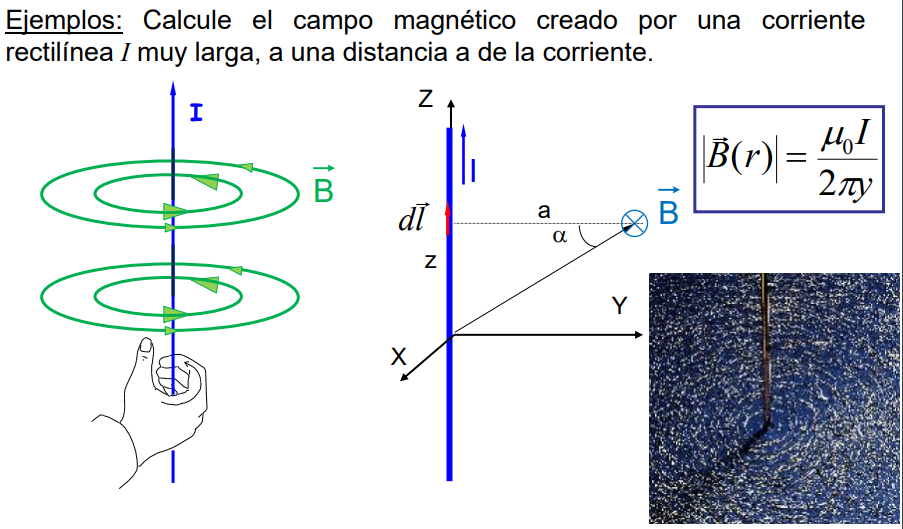 Ejemplos: Calcule el campo magnético creado por una corriente
rectilínea I muy larga, a una distancia a de la corriente.
I
B⃗
B⃗
Z
I
dl⃗
a
α
B⃗
z
Y
X
|B⃗(r)| = μ₀I / 2πy